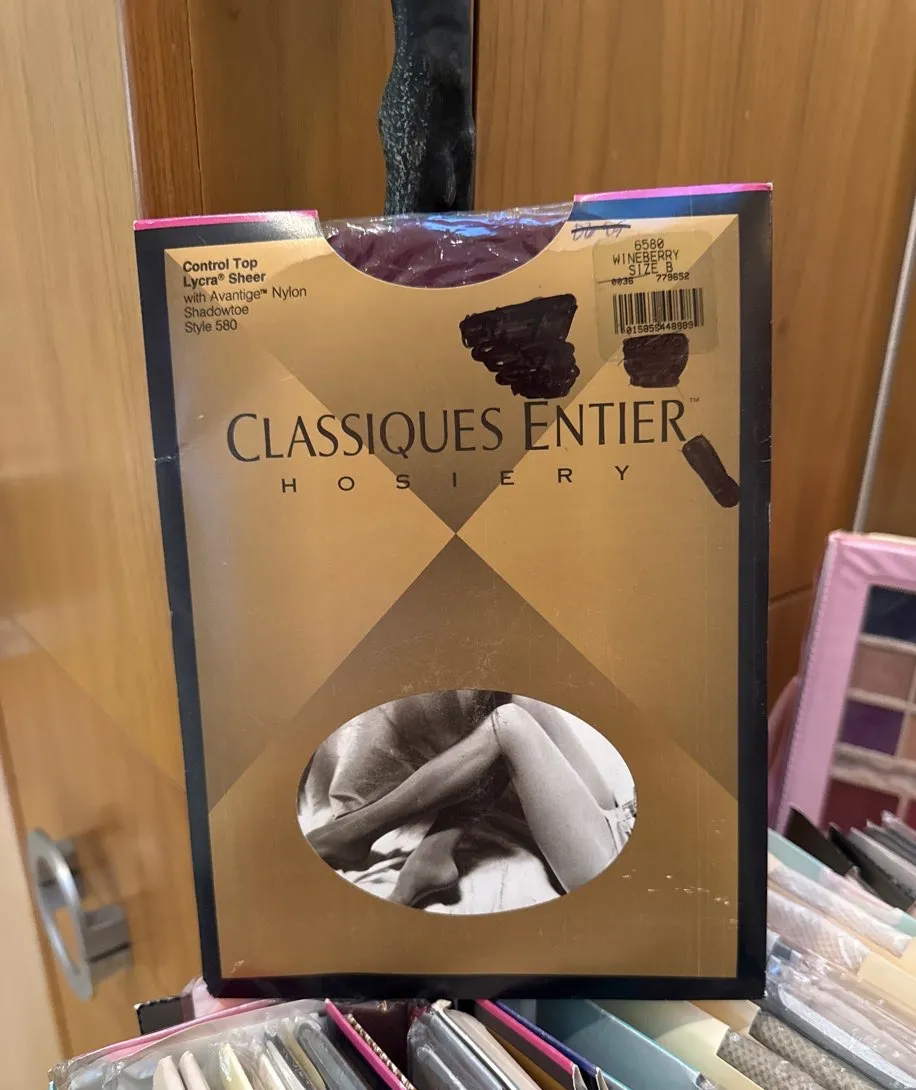 Control Top
Lycra® Sheer
with Avantige™ Nylon
Shadowtoe
Style 580
6580
WINEBERRY
SIZE B
0036 779652
CLASSIQUES ENTIER™
HOSIERY